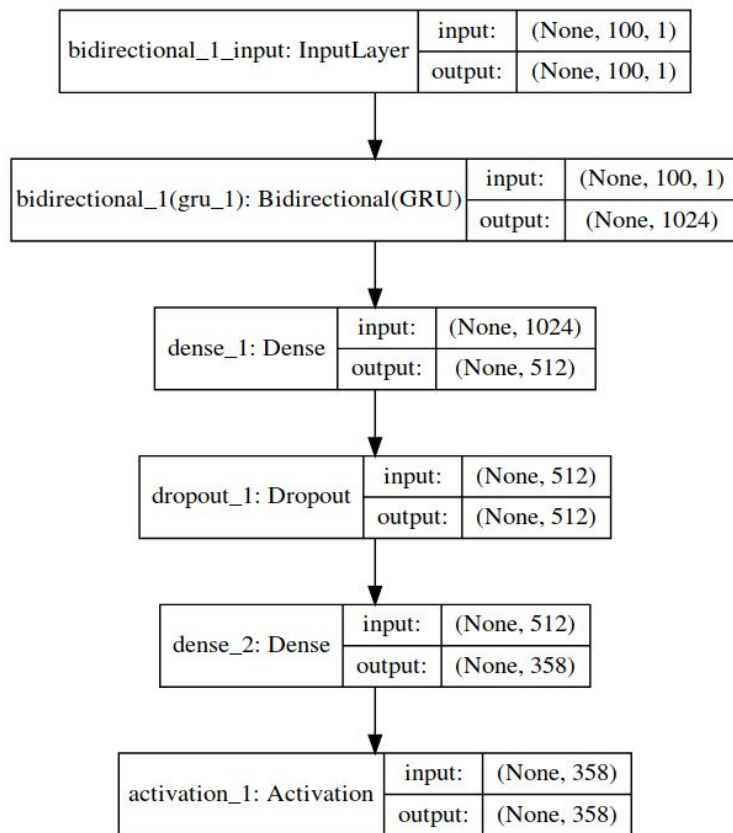 bidirectional_1_input: InputLayer
input: (None, 100, 1)
output: (None, 100, 1)
bidirectional_1(gru_1): Bidirectional(GRU)
input: (None, 100, 1)
output: (None, 1024)
dense_1: Dense
input: (None, 1024)
output: (None, 512)
dropout_1: Dropout
input: (None, 512)
output: (None, 512)
dense_2: Dense
input: (None, 512)
output: (None, 358)
activation_1: Activation
input: (None, 358)
output: (None, 358)